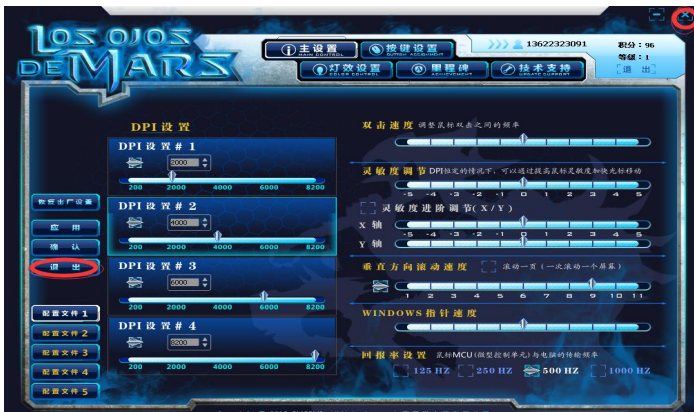 LOS OJOS
DE MARS
主设置
MAIN CONTROL
按键设置
BUTTON ASSIGNMENT
>>> 13622323091
积分：96
等级：1
[退 出]
灯效设置
COLOR CONTROL
里程碑
ACHIEVEMENT
技术支持
UPDATE SUPPORT
DPI 设置
DPI 设置 # 1
2000
200 2000 4000 6000 8200
DPI 设置 # 2
4000
200 2000 4000 6000 8200
DPI 设置 # 3
6000
200 2000 4000 6000 8200
DPI 设置 # 4
8200
200 2000 4000 6000 8200
恢复出厂设置
应 用
确 认
退 出
配置文件 1
配置文件 2
配置文件 3
配置文件 4
配置文件 5
双击速度 调整鼠标双击之间的频率
灵敏度调节 DPI恒定的情况下，可以通过提高鼠标灵敏度加快光标移动
-5 -4 -3 -2 -1 0 1 2 3 4 5
灵敏度进阶调节(X/Y)
X 轴
-5 -4 -3 -2 -1 0 1 2 3 4 5
Y 轴
垂直方向滚动速度 滚动一页（一次滚动一个屏幕）
1 2 3 4 5 6 7 8 9 10 11
WINDOWS 指针速度
回报率设置 鼠标MCU(微型控制单元)与电脑的传输频率
125 HZ 250 HZ 500 HZ 1000 HZ